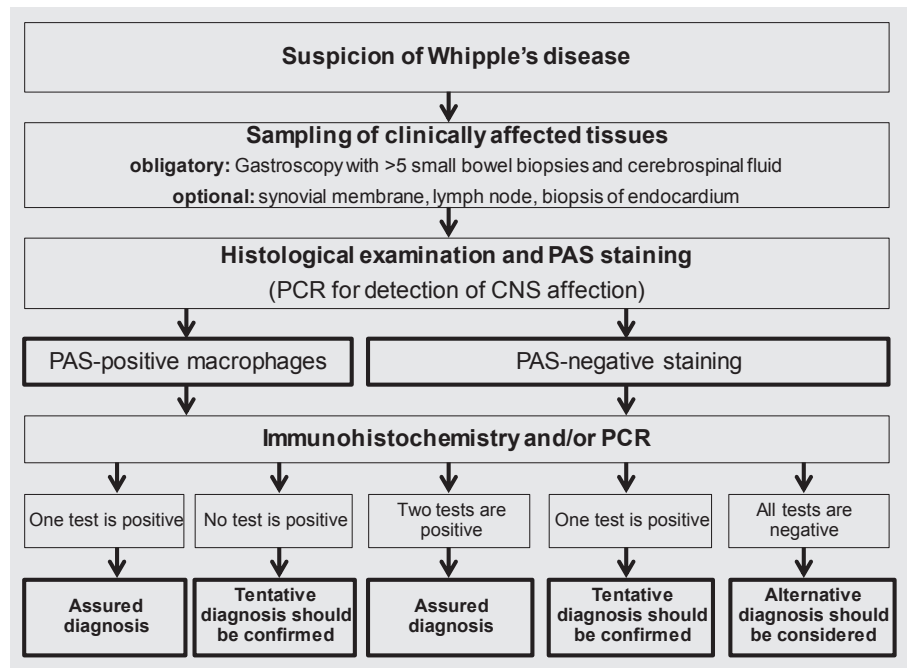 Suspicion of Whipple's disease
Sampling of clinically affected tissues
obligatory: Gastroscopy with >5 small bowel biopsies and cerebrospinal fluid
optional: synovial membrane, lymph node, biopsy of endocardium
Histological examination and PAS staining
(PCR for detection of CNS affection)
PAS-positive macrophages
PAS-negative staining
Immunohistochemistry and/or PCR
One test is positive
No test is positive
Two tests are
positive
One test is positive
All tests are
negative
Assured
diagnosis
Tentative
diagnosis should
be confirmed
Assured
diagnosis
Tentative
diagnosis should
be confirmed
Alternative
diagnosis should
be considered